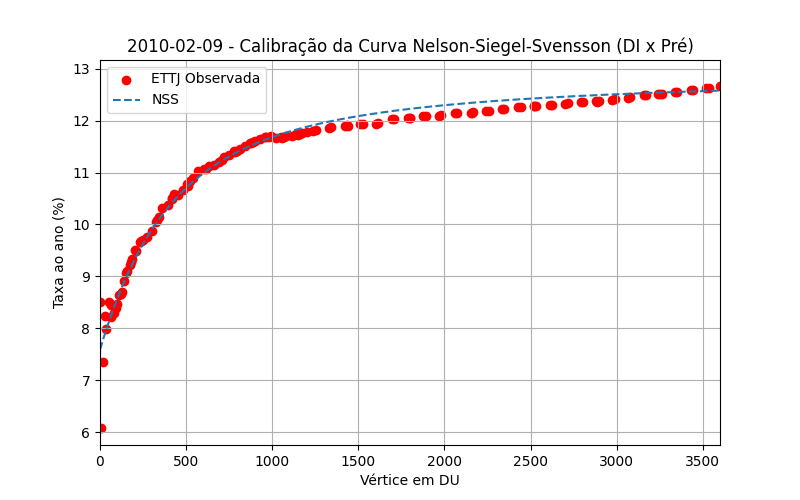 2010-02-09 - Calibração da Curva Nelson-Siegel-Svensson (DI x Pré)
ETTJ Observada
NSS
Taxa ao ano (%)
13
12
11
10
9
8
7
6
0 500 1000 1500 2000 2500 3000 3500
Vértice em DU